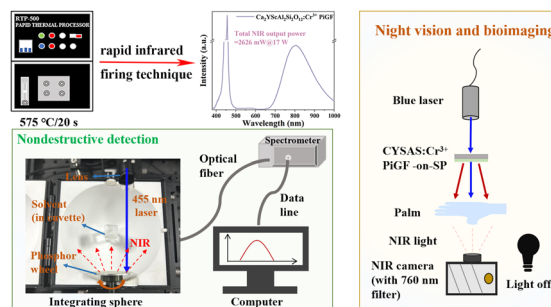 RTP-500
RAPID THERMAL PROCESSOR
575 °C/20 s
rapid infrared
firing technique
Intensity (a.u.)
Ca₂YScAl₂Si₂O₁₂:Cr³⁺ PiGF
Total NIR output power
=2626 mW@17 W
400 500 600 700 800 900 1000
Wavelength (nm)
Nondestructive detection
Lens
Solvent
(in cuvette)
455 nm
laser
NIR
Phosphor
wheel
Integrating sphere
Optical
fiber
Spectrometer
Data
line
Computer
Night vision and bioimaging
Blue laser
CYSAS:Cr³⁺
PiGF -on-SP
Palm
NIR light
NIR camera
(with 760 nm
filter)
Light off